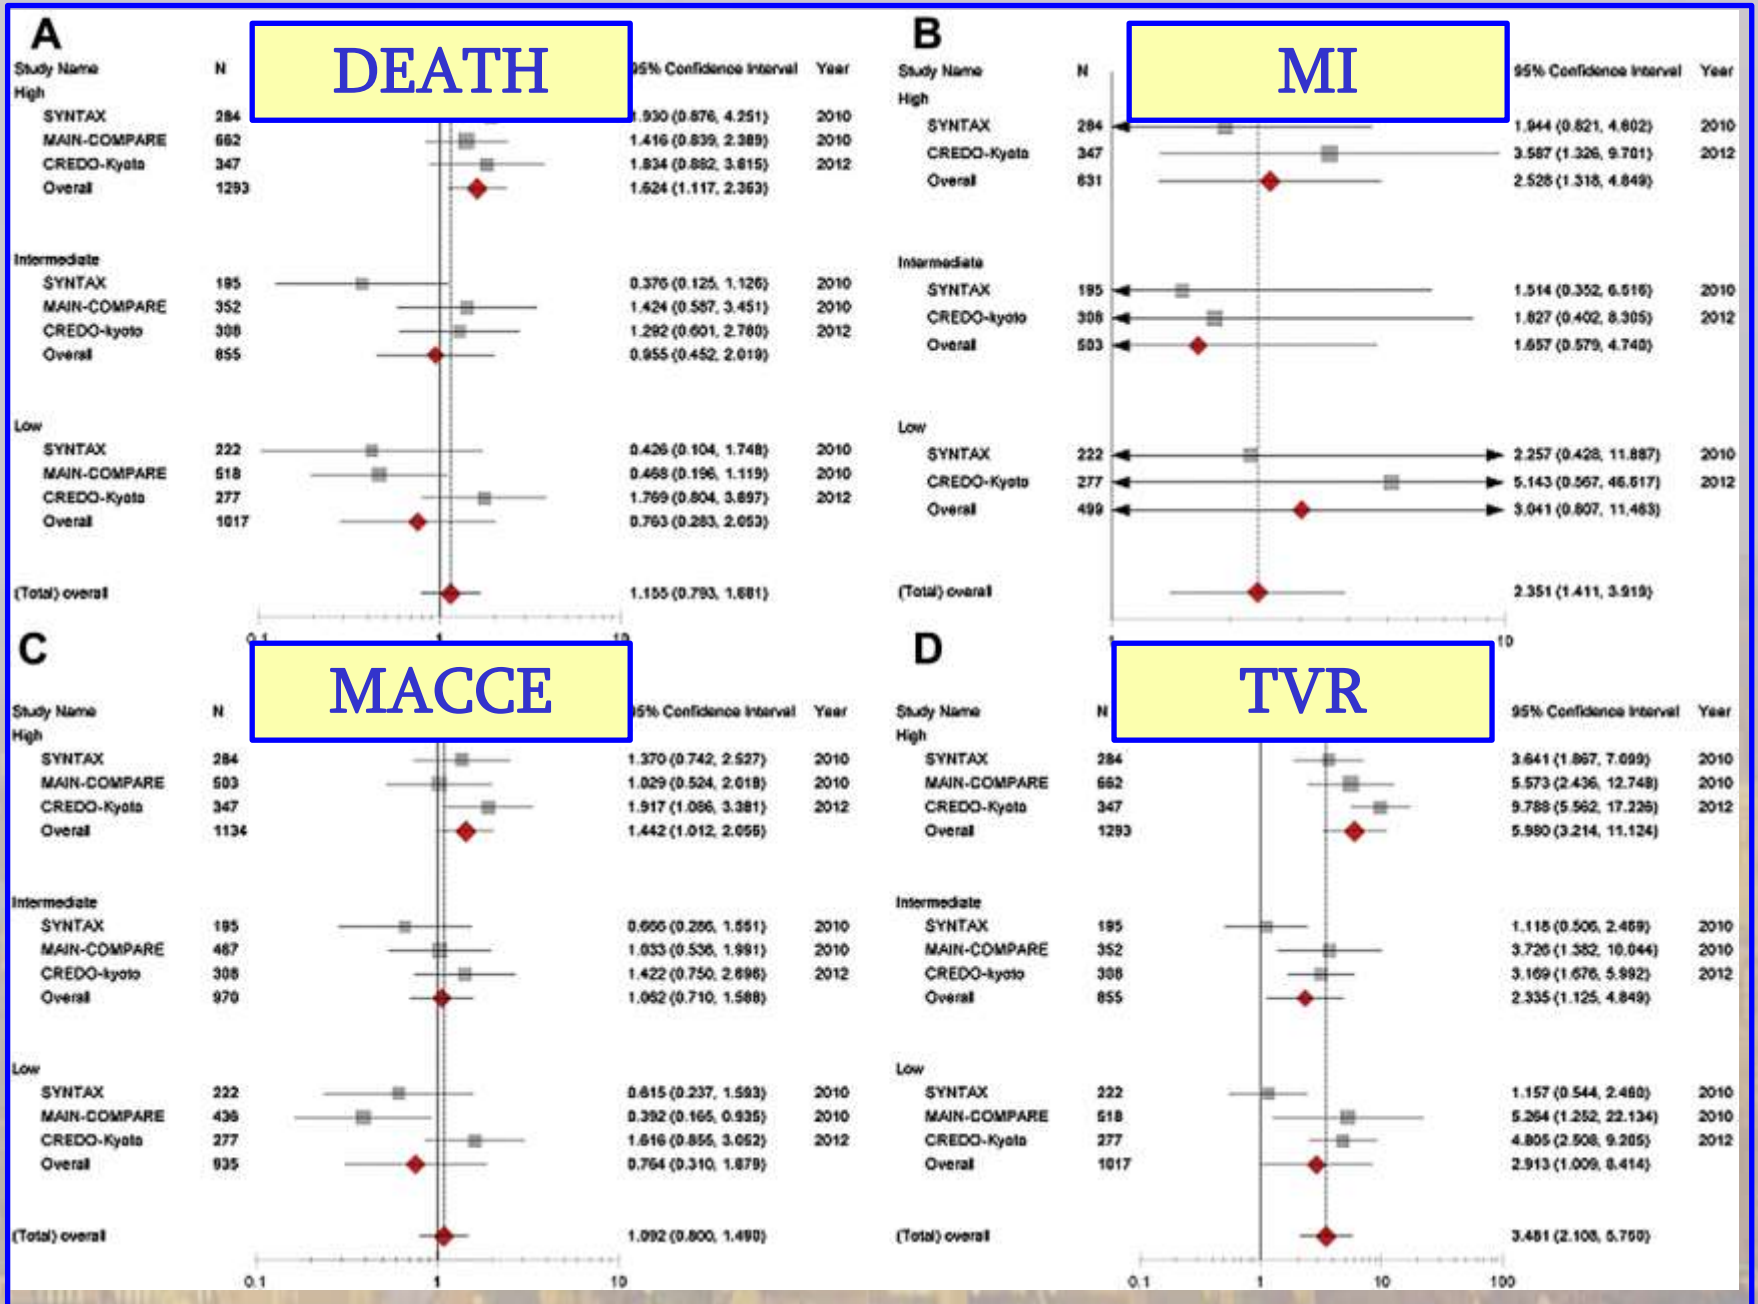 A
DEATH
Study Name N 95% Confidence Interval Year
High
SYNTAX 284 1.930 (0.876, 4.251) 2010
MAIN-COMPARE 662 1.416 (0.839, 2.389) 2010
CREDO-Kyoto 347 1.834 (0.882, 3.815) 2012
Overall 1293 1.624 (1.117, 2.363)
Intermediate
SYNTAX 195 0.376 (0.125, 1.126) 2010
MAIN-COMPARE 352 1.424 (0.587, 3.451) 2010
CREDO-kyoto 308 1.292 (0.601, 2.780) 2012
Overall 855 0.955 (0.452, 2.019)
Low
SYNTAX 222 0.426 (0.104, 1.748) 2010
MAIN-COMPARE 518 0.468 (0.196, 1.119) 2010
CREDO-Kyoto 277 1.769 (0.804, 3.897) 2012
Overall 1017 0.763 (0.283, 2.053)
(Total) overall 1.155 (0.793, 1.681)
0.1 1 10
B
MI
Study Name N 95% Confidence Interval Year
High
SYNTAX 284 1.944 (0.821, 4.602) 2010
CREDO-Kyoto 347 3.587 (1.326, 9.701) 2012
Overall 631 2.528 (1.318, 4.849)
Intermediate
SYNTAX 195 1.514 (0.352, 6.516) 2010
CREDO-kyoto 308 1.827 (0.402, 8.305) 2012
Overall 503 1.657 (0.579, 4.740)
Low
SYNTAX 222 2.257 (0.428, 11.887) 2010
CREDO-Kyoto 277 5.143 (0.567, 46.617) 2012
Overall 499 3.041 (0.807, 11.463)
(Total) overall 2.351 (1.411, 3.919)
1 10
C
MACCE
Study Name N 95% Confidence Interval Year
High
SYNTAX 284 1.370 (0.742, 2.527) 2010
MAIN-COMPARE 503 1.029 (0.524, 2.018) 2010
CREDO-Kyoto 347 1.917 (1.086, 3.381) 2012
Overall 1134 1.442 (1.012, 2.056)
Intermediate
SYNTAX 195 0.666 (0.286, 1.551) 2010
MAIN-COMPARE 467 1.033 (0.536, 1.991) 2010
CREDO-kyoto 308 1.422 (0.750, 2.696) 2012
Overall 970 1.062 (0.710, 1.588)
Low
SYNTAX 222 0.615 (0.237, 1.593) 2010
MAIN-COMPARE 436 0.392 (0.165, 0.935) 2010
CREDO-Kyoto 277 1.616 (0.855, 3.052) 2012
Overall 935 0.764 (0.310, 1.879)
(Total) overall 1.092 (0.800, 1.490)
0.1 1 10
D
TVR
Study Name N 95% Confidence Interval Year
High
SYNTAX 284 3.641 (1.867, 7.099) 2010
MAIN-COMPARE 662 5.573 (2.436, 12.748) 2010
CREDO-Kyoto 347 9.788 (5.562, 17.226) 2012
Overall 1293 5.980 (3.214, 11.124)
Intermediate
SYNTAX 195 1.118 (0.506, 2.469) 2010
MAIN-COMPARE 352 3.726 (1.382, 10.044) 2010
CREDO-kyoto 308 3.169 (1.676, 5.992) 2012
Overall 855 2.335 (1.125, 4.849)
Low
SYNTAX 222 1.157 (0.544, 2.460) 2010
MAIN-COMPARE 518 5.264 (1.252, 22.134) 2010
CREDO-Kyoto 277 4.805 (2.508, 9.205) 2012
Overall 1017 2.913 (1.009, 8.414)
(Total) overall 3.481 (2.108, 5.750)
0.1 1 10 100